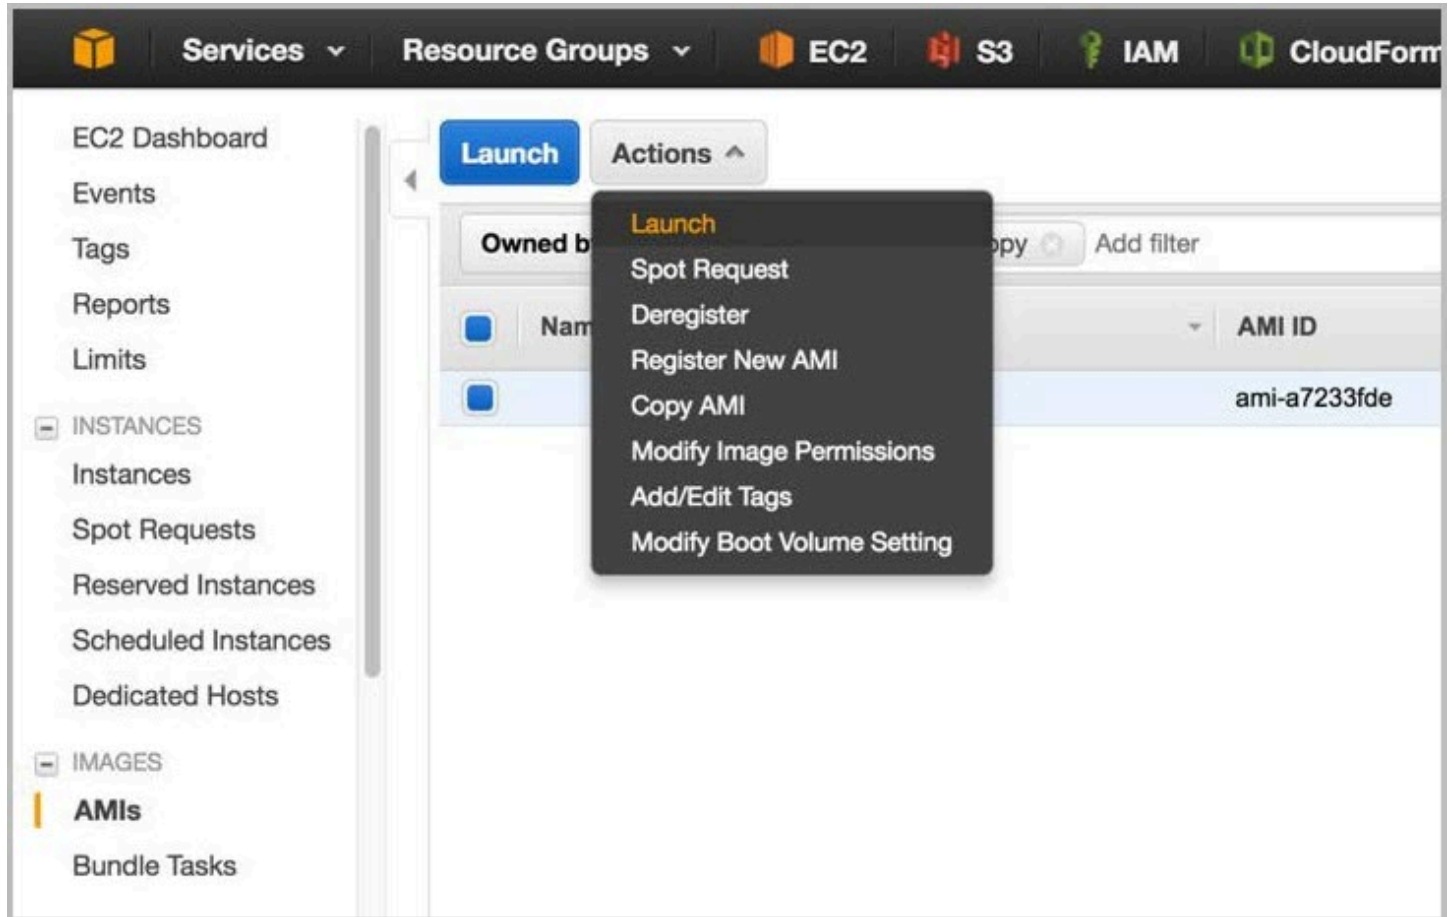 Services Resource Groups EC2 S3 IAM CloudForm
EC2 Dashboard
Events
Tags
Reports
Limits
INSTANCES
Instances
Spot Requests
Reserved Instances
Scheduled Instances
Dedicated Hosts
IMAGES
AMIs
Bundle Tasks
Launch Actions
Launch
Spot Request
Deregister
Register New AMI
Copy AMI
Modify Image Permissions
Add/Edit Tags
Modify Boot Volume Setting
Owned b opy Add filter
Nam AMI ID
ami-a7233fde